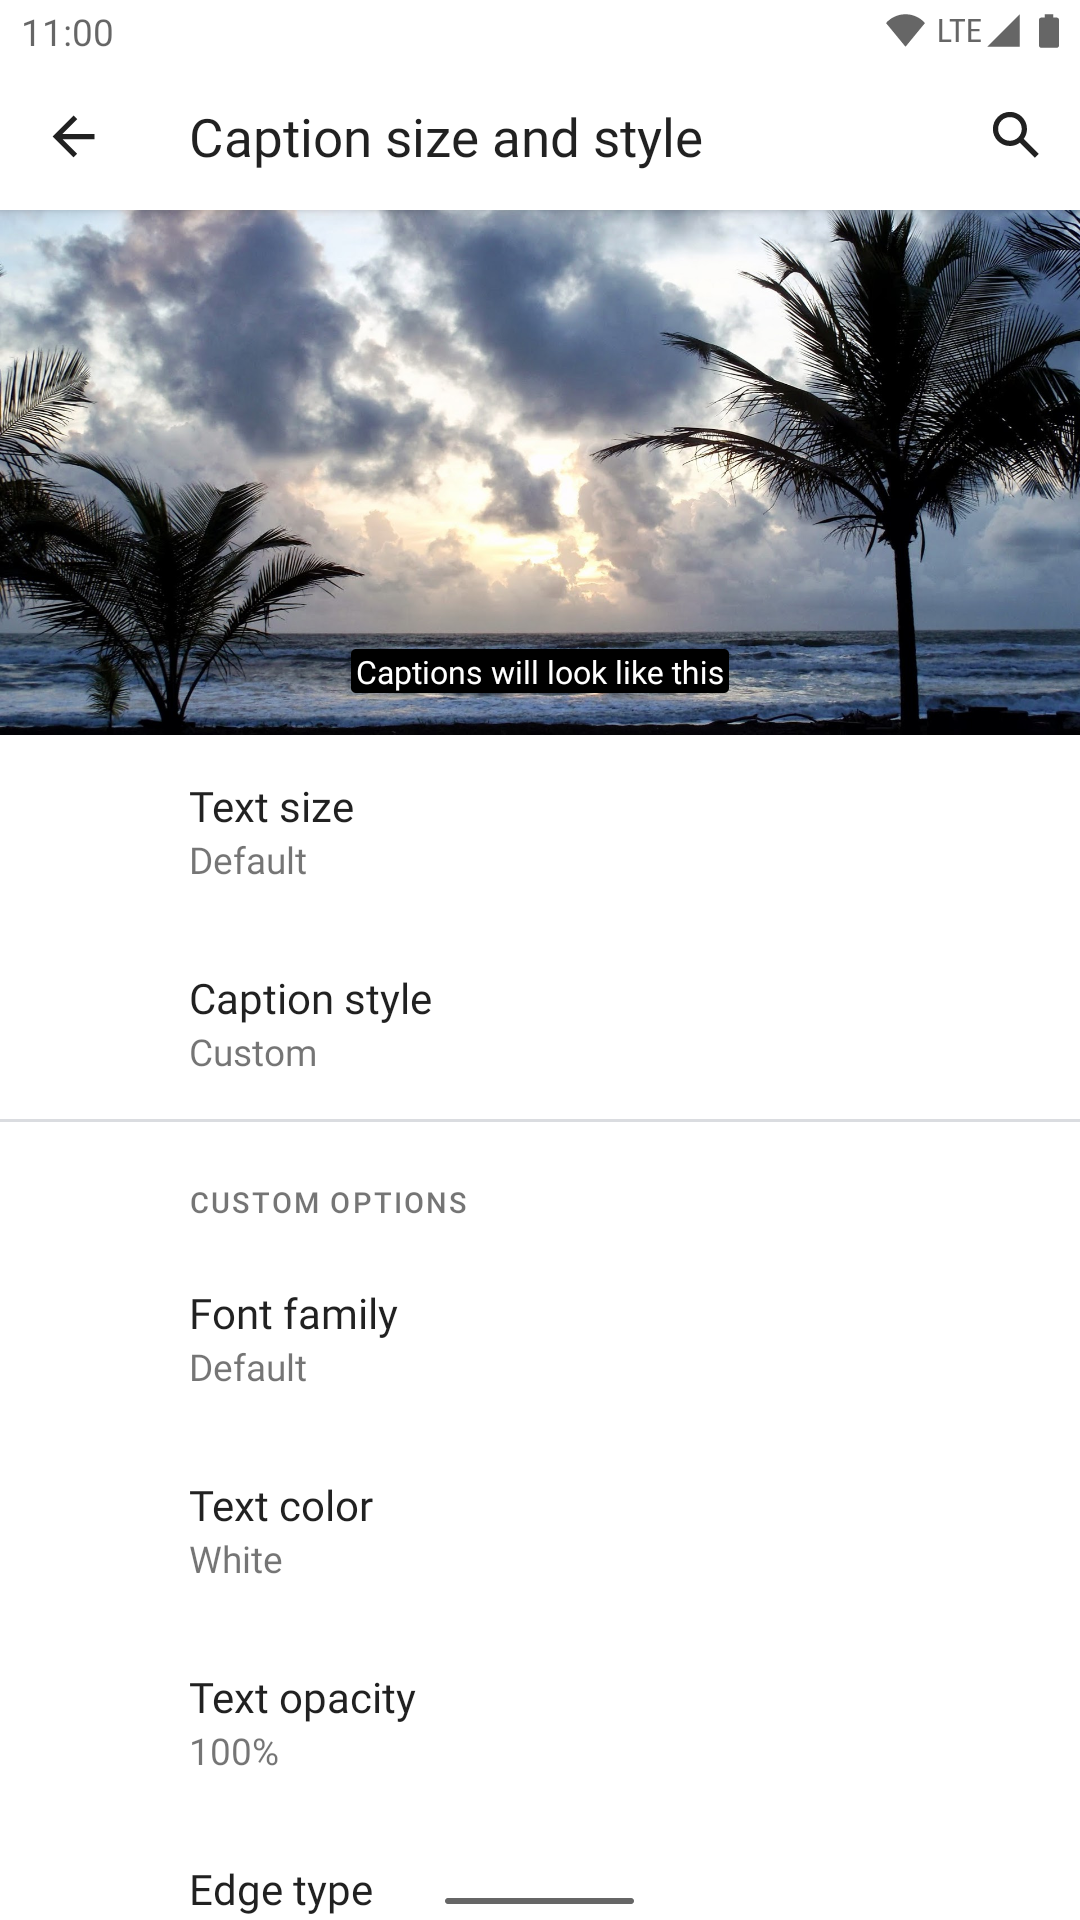 11:00
LTE
Caption size and style
Captions will look like this
Text size
Default
Caption style
Custom
CUSTOM OPTIONS
Font family
Default
Text color
White
Text opacity
100%
Edge type